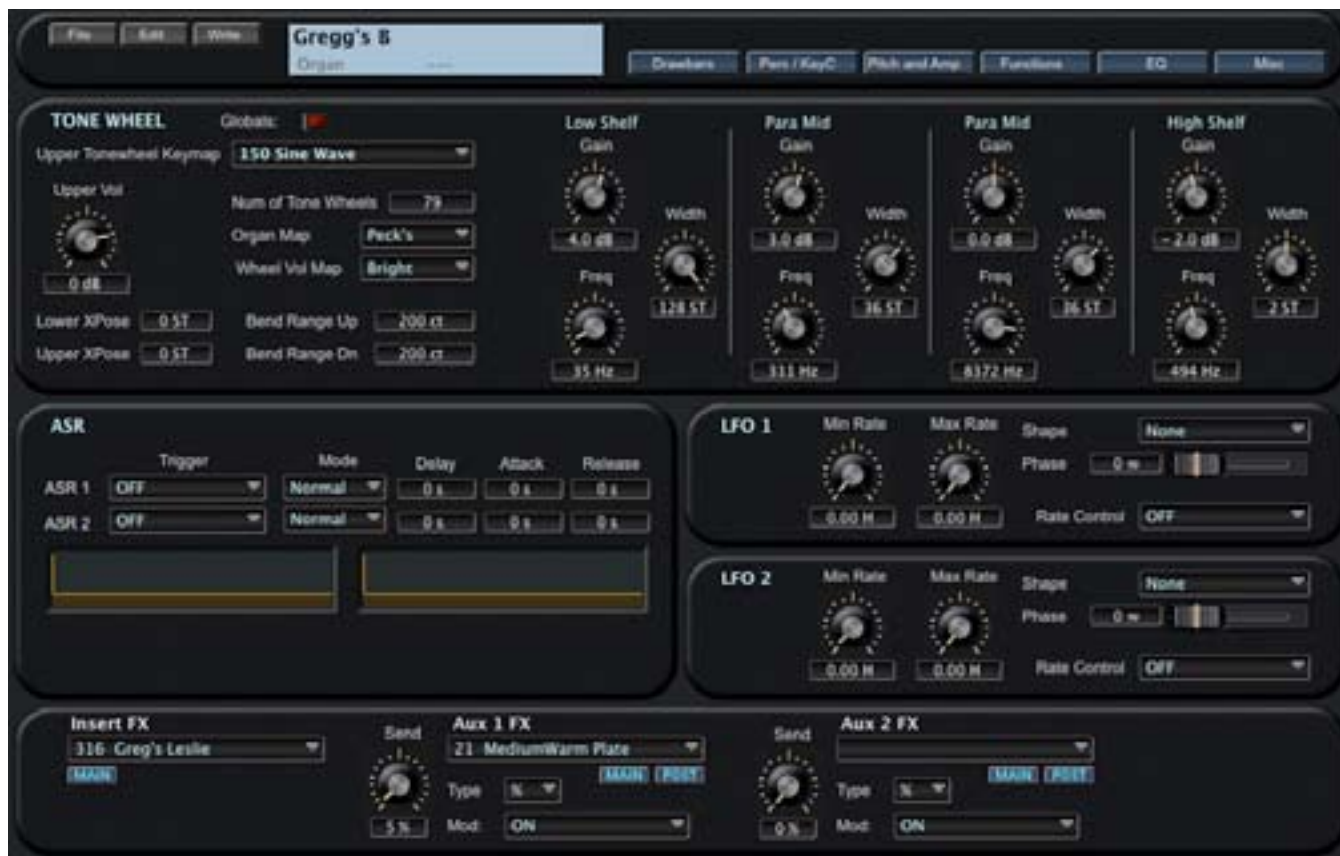 File Edit Write
Gregg's B
Organ ---
Drawbars Perc / KeyC Pitch and Amp Functions EQ Misc
TONE WHEEL Globals:
Upper Tonewheel Keymap 150 Sine Wave
Upper Vol
0 dB
Num of Tone Wheels 79
Organ Map Peck's
Wheel Vol Map Bright
Lower XPose 0 ST Bend Range Up 200 ct
Upper XPose 0 ST Bend Range Dn 200 ct
Low Shelf Para Mid Para Mid High Shelf
Gain Gain Gain Gain
Width Width Width Width
4.0 dB 3.0 dB 0.0 dB - 2.0 dB
Freq Freq Freq Freq
128 ST 36 ST 36 ST 2 ST
35 Hz 311 Hz 8372 Hz 494 Hz
ASR
Trigger Mode Delay Attack Release
ASR 1 OFF Normal 0 s 0 s 0 s
ASR 2 OFF Normal 0 s 0 s 0 s
LFO 1 Min Rate Max Rate Shape None
Phase 0
0.00 H 0.00 H Rate Control OFF
LFO 2 Min Rate Max Rate Shape None
Phase 0
0.00 H 0.00 H Rate Control OFF
Insert FX
316 Greg's Leslie
MAIN
Send Aux 1 FX
21 MediumWarm Plate
MAIN POST
Type %
5 % Mod: ON
Send Aux 2 FX
MAIN POST
Type %
0 % Mod: ON